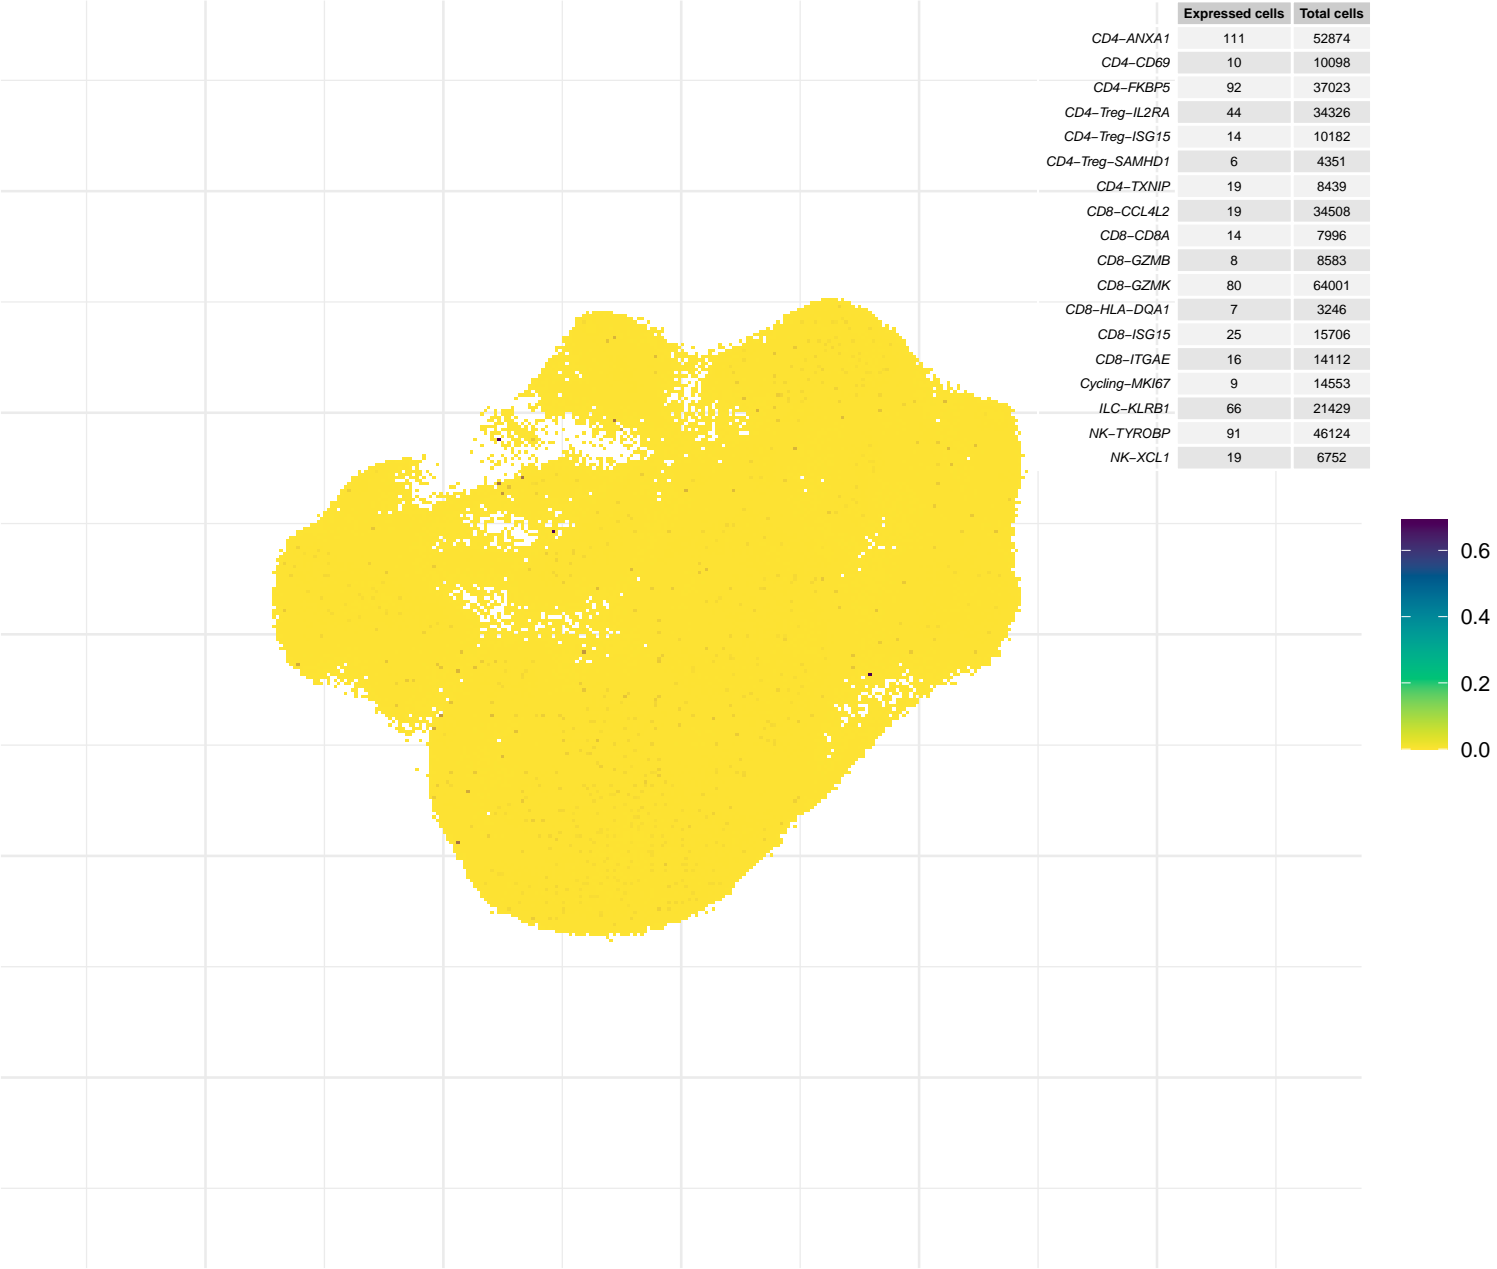 Expressed cells Total cells
CD4−ANXA1 111 52874
CD4−CD69 10 10098
CD4−FKBP5 92 37023
CD4−Treg−IL2RA 44 34326
CD4−Treg−ISG15 14 10182
CD4−Treg−SAMHD1 6 4351
CD4−TXNIP 19 8439
CD8−CCL4L2 19 34508
CD8−CD8A 14 7996
CD8−GZMB 8 8583
CD8−GZMK 80 64001
CD8−HLA−DQA1 7 3246
CD8−ISG15 25 15706
CD8−ITGAE 16 14112
Cycling−MKI67 9 14553
ILC−KLRB1 66 21429
NK−TYROBP 91 46124
NK−XCL1 19 6752
0.6
0.4
0.2
0.0